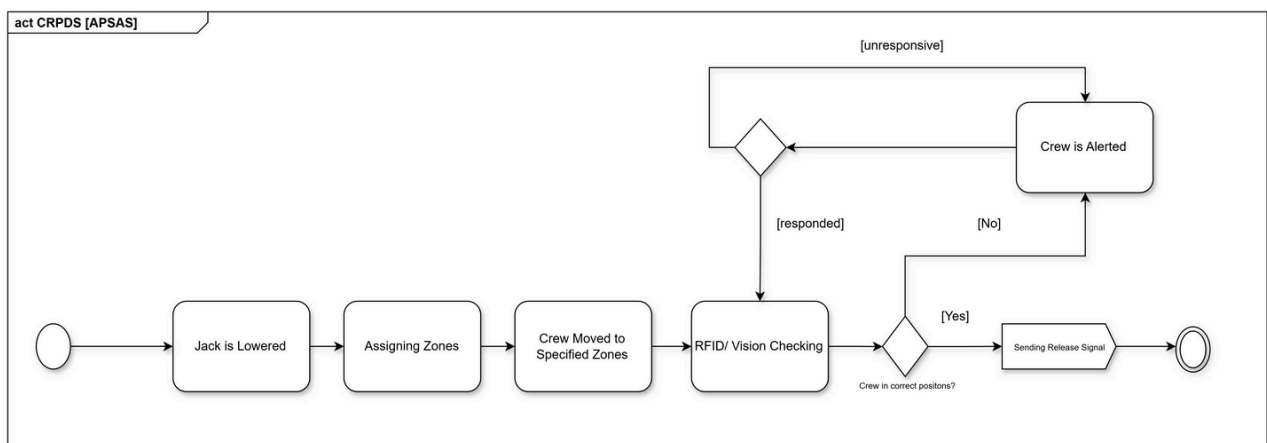 act CRPDS [APSAS]
[unresponsive]
Crew is Alerted
[responded]
[No]
[Yes]
Jack is Lowered
Assigning Zones
Crew Moved to
Specified Zones
RFID/ Vision Checking
Sending Release Signal
Crew in correct positons?